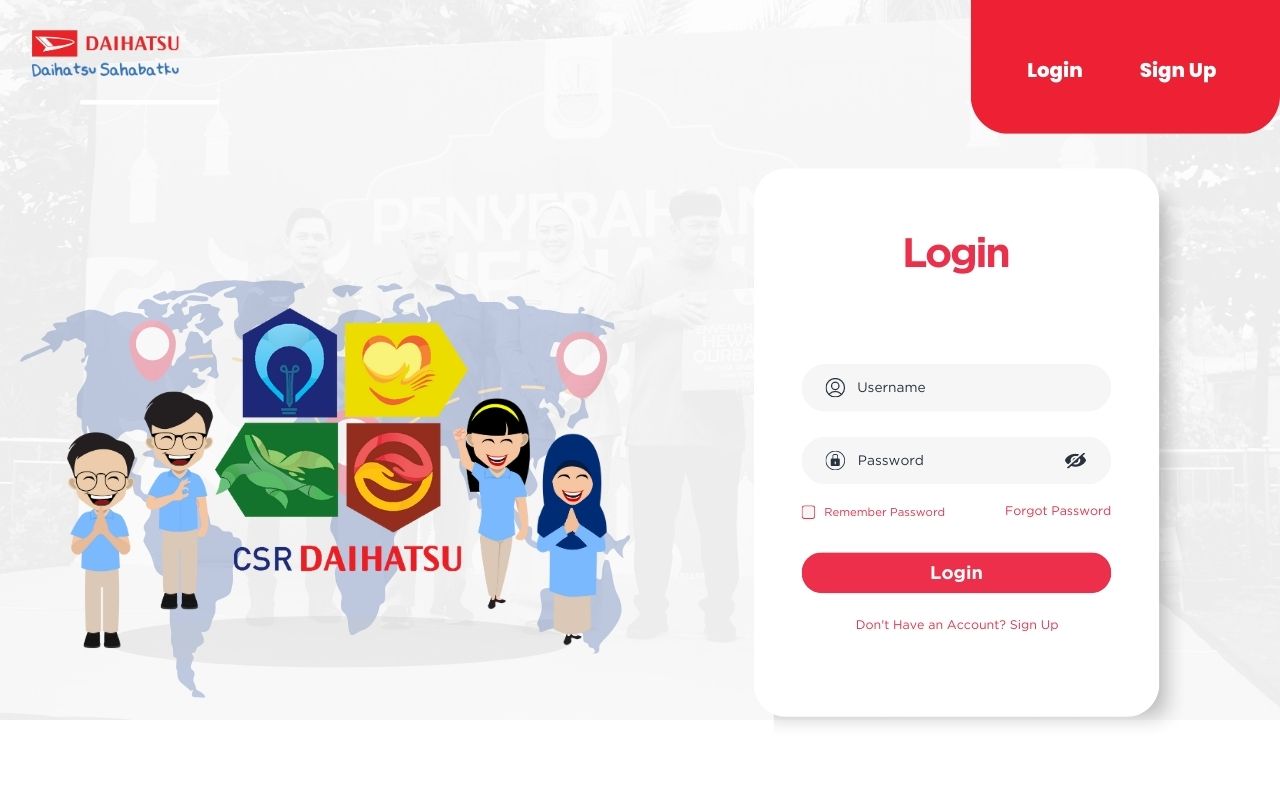 DAIHATSU
Daihatsu Sahabatku
Login
Sign Up
PENYERAHAN
HEWAN
QURBAN
Login
Username
Password
Remember Password
Forgot Password
Login
Don't Have an Account? Sign Up
CSR DAIHATSU